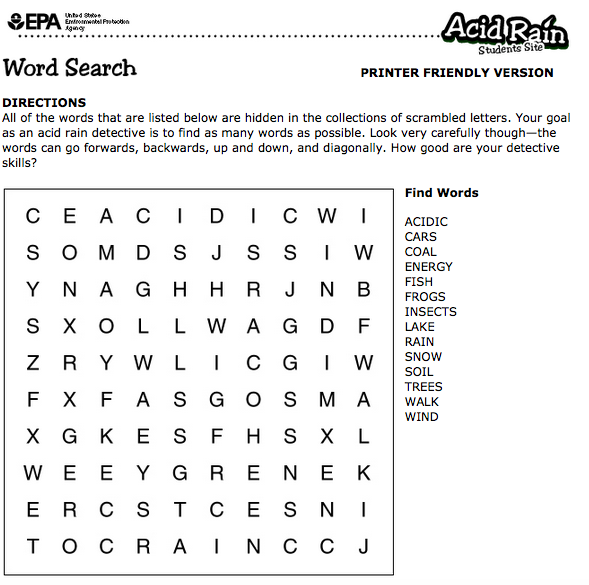 EPA United States
Environmental Protection
Agency
Acid Rain
Students Site
Word Search
PRINTER FRIENDLY VERSION
DIRECTIONS
All of the words that are listed below are hidden in the collections of scrambled letters. Your goal
as an acid rain detective is to find as many words as possible. Look very carefully though—the
words can go forwards, backwards, up and down, and diagonally. How good are your detective
skills?
C E A C I D I C W I
S O M D S J S S I W
Y N A G H H R J N B
S X O L L W A G D F
Z R Y W L I C G I W
F X F A S G O S M A
X G K E S F H S X L
W E E Y G R E N E K
E R C S T C E S N I
T O C R A I N C C J
Find Words
ACIDIC
CARS
COAL
ENERGY
FISH
FROGS
INSECTS
LAKE
RAIN
SNOW
SOIL
TREES
WALK
WIND